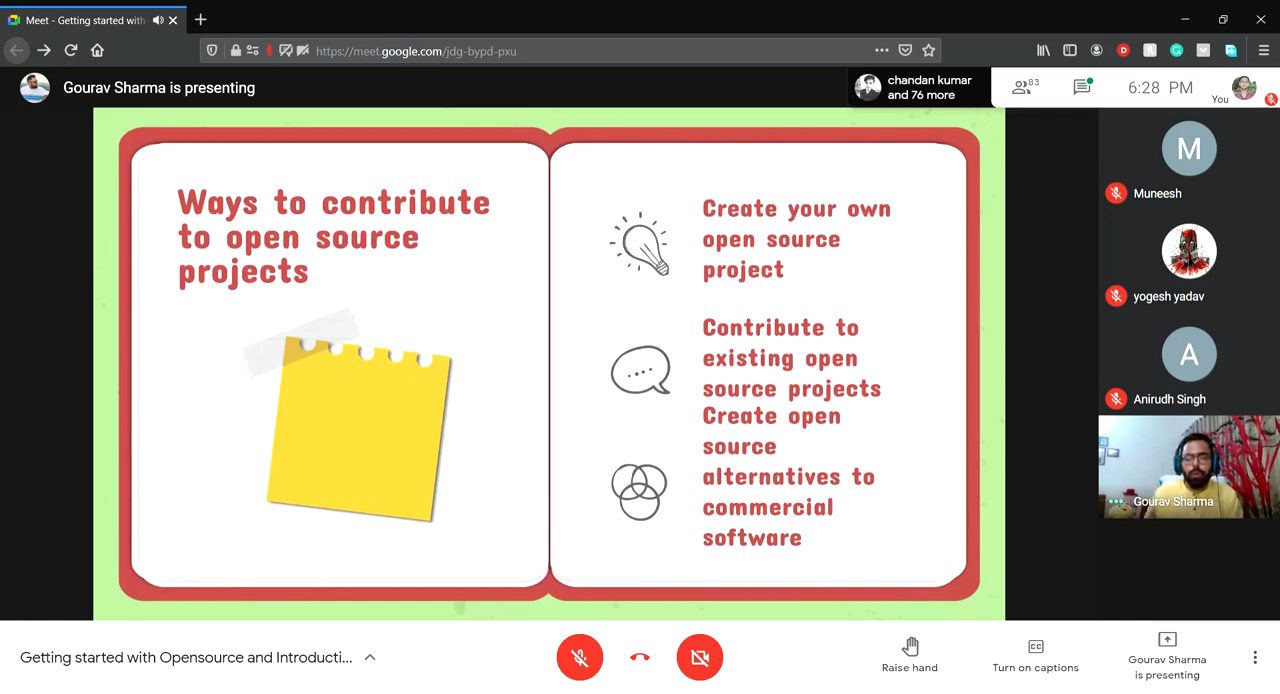 Meet - Getting started with
https://meet.google.com/jdg-bypd-pxu
Gourav Sharma is presenting
chandan kumar
and 76 more
83
6:28 PM
You
Ways to contribute
to open source
projects
Create your own
open source
project
Contribute to
existing open
source projects
Create open
source
alternatives to
commercial
software
M
Muneesh
yogesh yadav
A
Anirudh Singh
Gourav Sharma
Getting started with Opensource and Introducti...
Raise hand
CC
Turn on captions
Gourav Sharma
is presenting